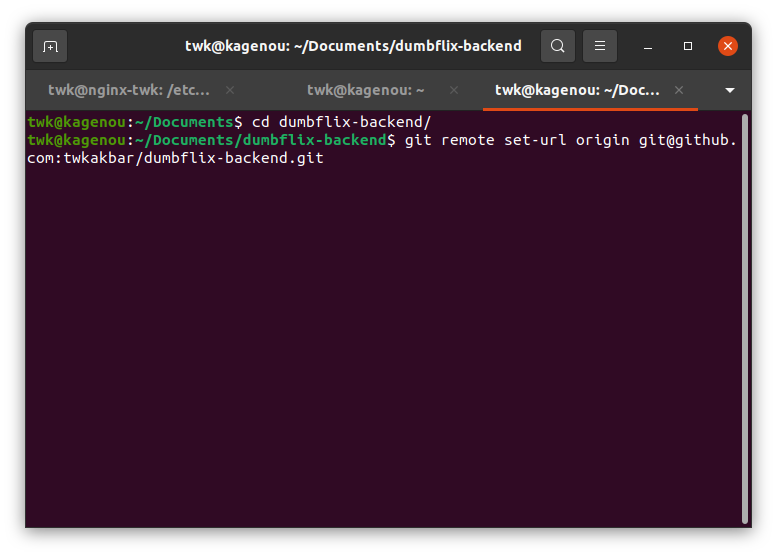 twk@kagenou: ~/Documents/dumbflix-backend
twk@nginx-twk: /etc… twk@kagenou: ~ twk@kagenou: ~/Doc…
twk@kagenou:~/Documents$ cd dumbflix-backend/
twk@kagenou:~/Documents/dumbflix-backend$ git remote set-url origin git@github.
com:twkakbar/dumbflix-backend.git